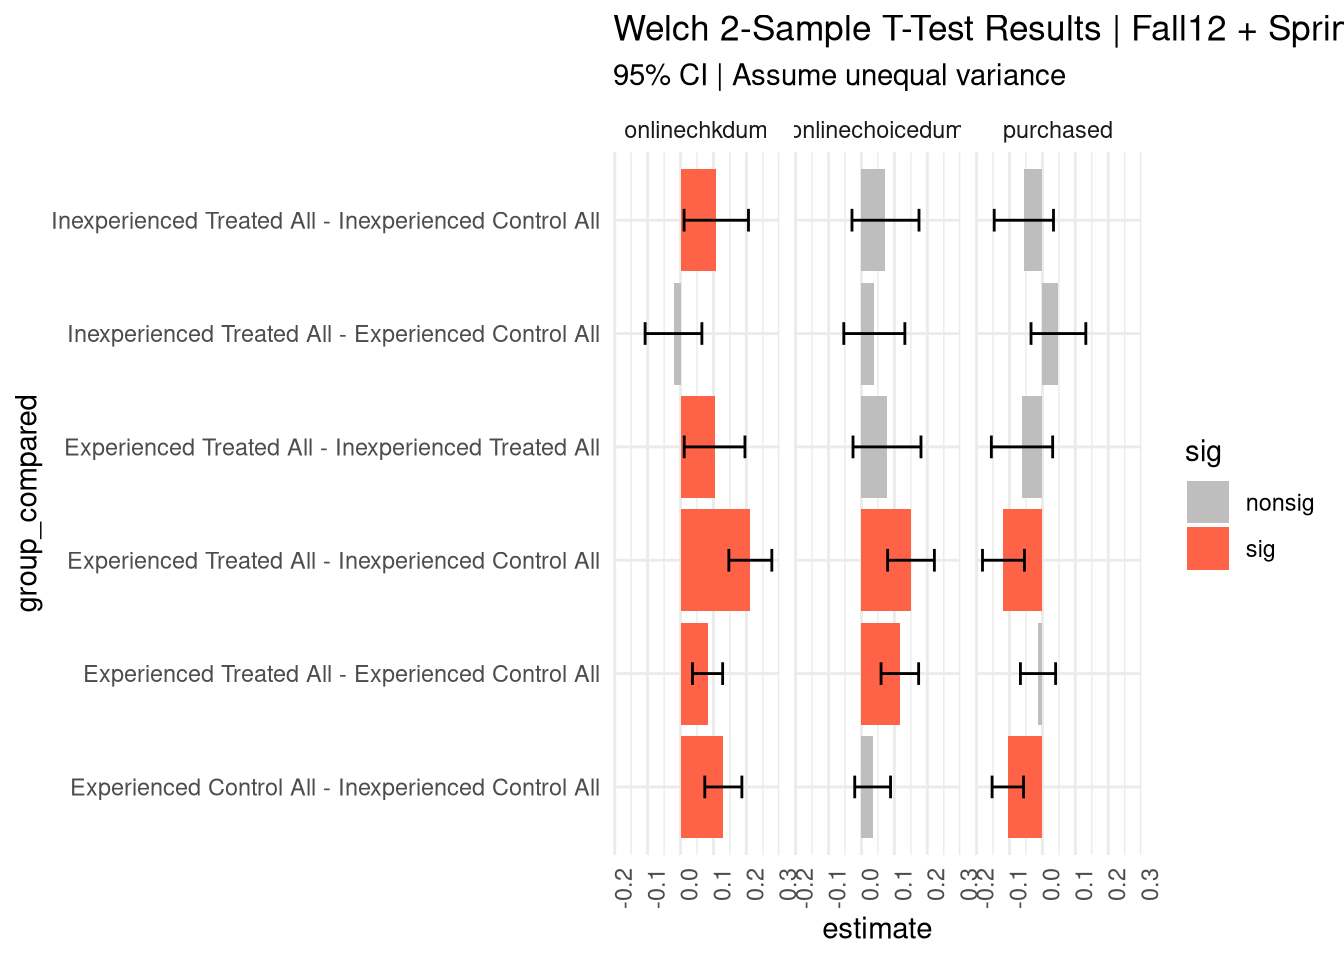 Welch 2-Sample T-Test Results | Fall12 +
95% CI | Assume unequal variance
onlinechkdum onlinechoicedum purchased
Inexperienced Treated All - Inexperienced Control All
Inexperienced Treated All - Experienced Control All
Experienced Treated All - Inexperienced Treated All
Experienced Treated All - Inexperienced Control All
Experienced Treated All - Experienced Control All
Experienced Control All - Inexperienced Control All
group_compared
-0.2 -0.1 0.0 0.1 0.2 0.3 -0.2 -0.1 0.0 0.1 0.2 0.3 -0.2 -0.1 0.0 0.1 0.2 0.3
estimate
sig
nonsig
sig